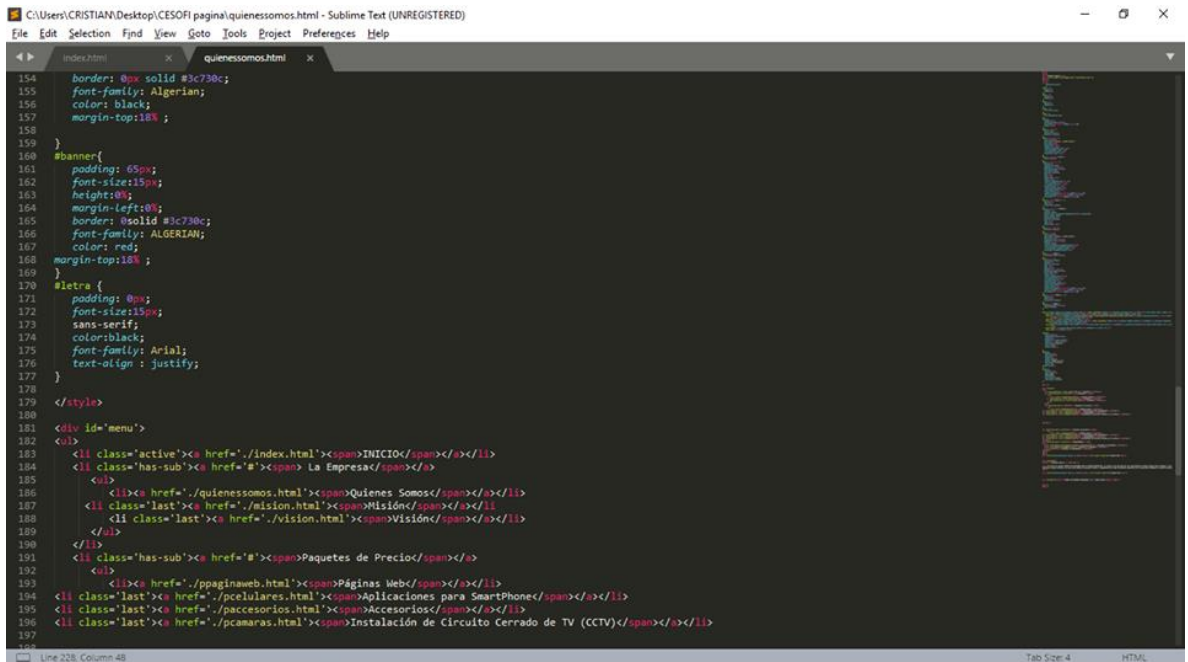 C:\Users\CRISTIAN\Desktop\CESOFI pagina\quienessomos.html - Sublime Text (UNREGISTERED)
File Edit Selection Find View Goto Tools Project Preferences Help
index.html × quienessomos.html ×
154 border: 0px solid #3c730c;
155 font-family: Algerian;
156 color: black;
157 margin-top:18% ;
158
159 }
160 #banner{
161 padding: 65px;
162 font-size:15px;
163 height:0%;
164 margin-left:0%;
165 border: 0solid #3c730c;
166 font-family: ALGERIAN;
167 color: red;
168 margin-top:18% ;
169 }
170 #letra {
171 padding: 0px;
172 font-size:15px;
173 sans-serif;
174 color:black;
175 font-family: Arial;
176 text-align : justify;
177 }
178
179 </style>
180
181 <div id='menu'>
182 <ul>
183 <li class='active'><a href='./index.html'><span>INICIO</span></a></li>
184 <li class='has-sub'><a href='#'><span> La Empresa</span></a>
185 <ul>
186 <li><a href='./quienessomos.html'><span>Quienes Somos</span></a></li>
187 <li class='last'><a href='./mision.html'><span>Misión</span></a></li
188 <li class='last'><a href='./vision.html'><span>Visión</span></a></li>
189 </ul>
190 </li>
191 <li class='has-sub'><a href='#'><span>Paquetes de Precio</span></a>
192 <ul>
193 <li><a href='./ppaginaweb.html'><span>Páginas Web</span></a></li>
194 <li class='last'><a href='./pcelulares.html'><span>Aplicaciones para SmartPhone</span></a></li>
195 <li class='last'><a href='./paccesorios.html'><span>Accesorios</span></a></li>
196 <li class='last'><a href='./pcamaras.html'><span>Instalación de Circuito Cerrado de TV (CCTV)</span></a></li>
197
198
Line 228, Column 48 Tab Size: 4 HTML